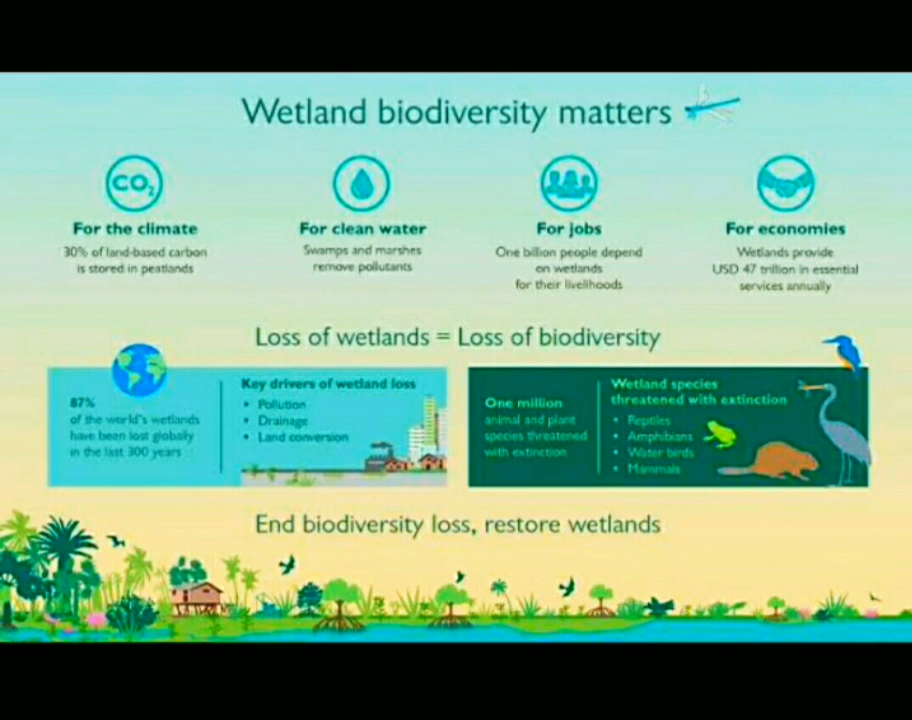 Wetland biodiversity matters
CO₂
For the climate
30% of land-based carbon
is stored in peatlands
For clean water
Swamps and marshes
remove pollutants
For jobs
One billion people depend
on wetlands
for their livelihoods
For economies
Wetlands provide
USD 47 trillion in essential
services annually
Loss of wetlands = Loss of biodiversity
87%
of the world's wetlands
have been lost globally
in the last 300 years
Key drivers of wetland loss
• Pollution
• Drainage
• Land conversion
One million
animal and plant
species threatened
with extinction
Wetland species
threatened with extinction
• Reptiles
• Amphibians
• Water birds
• Mammals
End biodiversity loss, restore wetlands